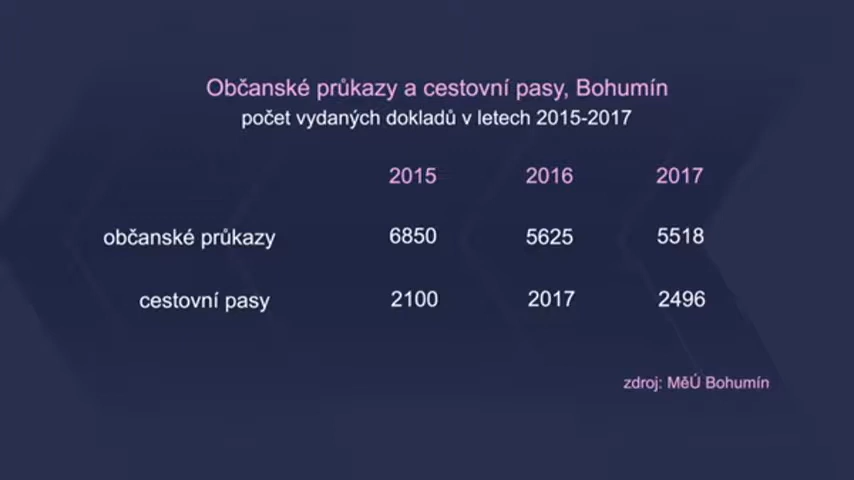 Občanské průkazy a cestovní pasy, Bohumín
počet vydaných dokladů v letech 2015-2017
2015 2016 2017
občanské průkazy 6850 5625 5518
cestovní pasy 2100 2017 2496
zdroj: MěÚ Bohumín